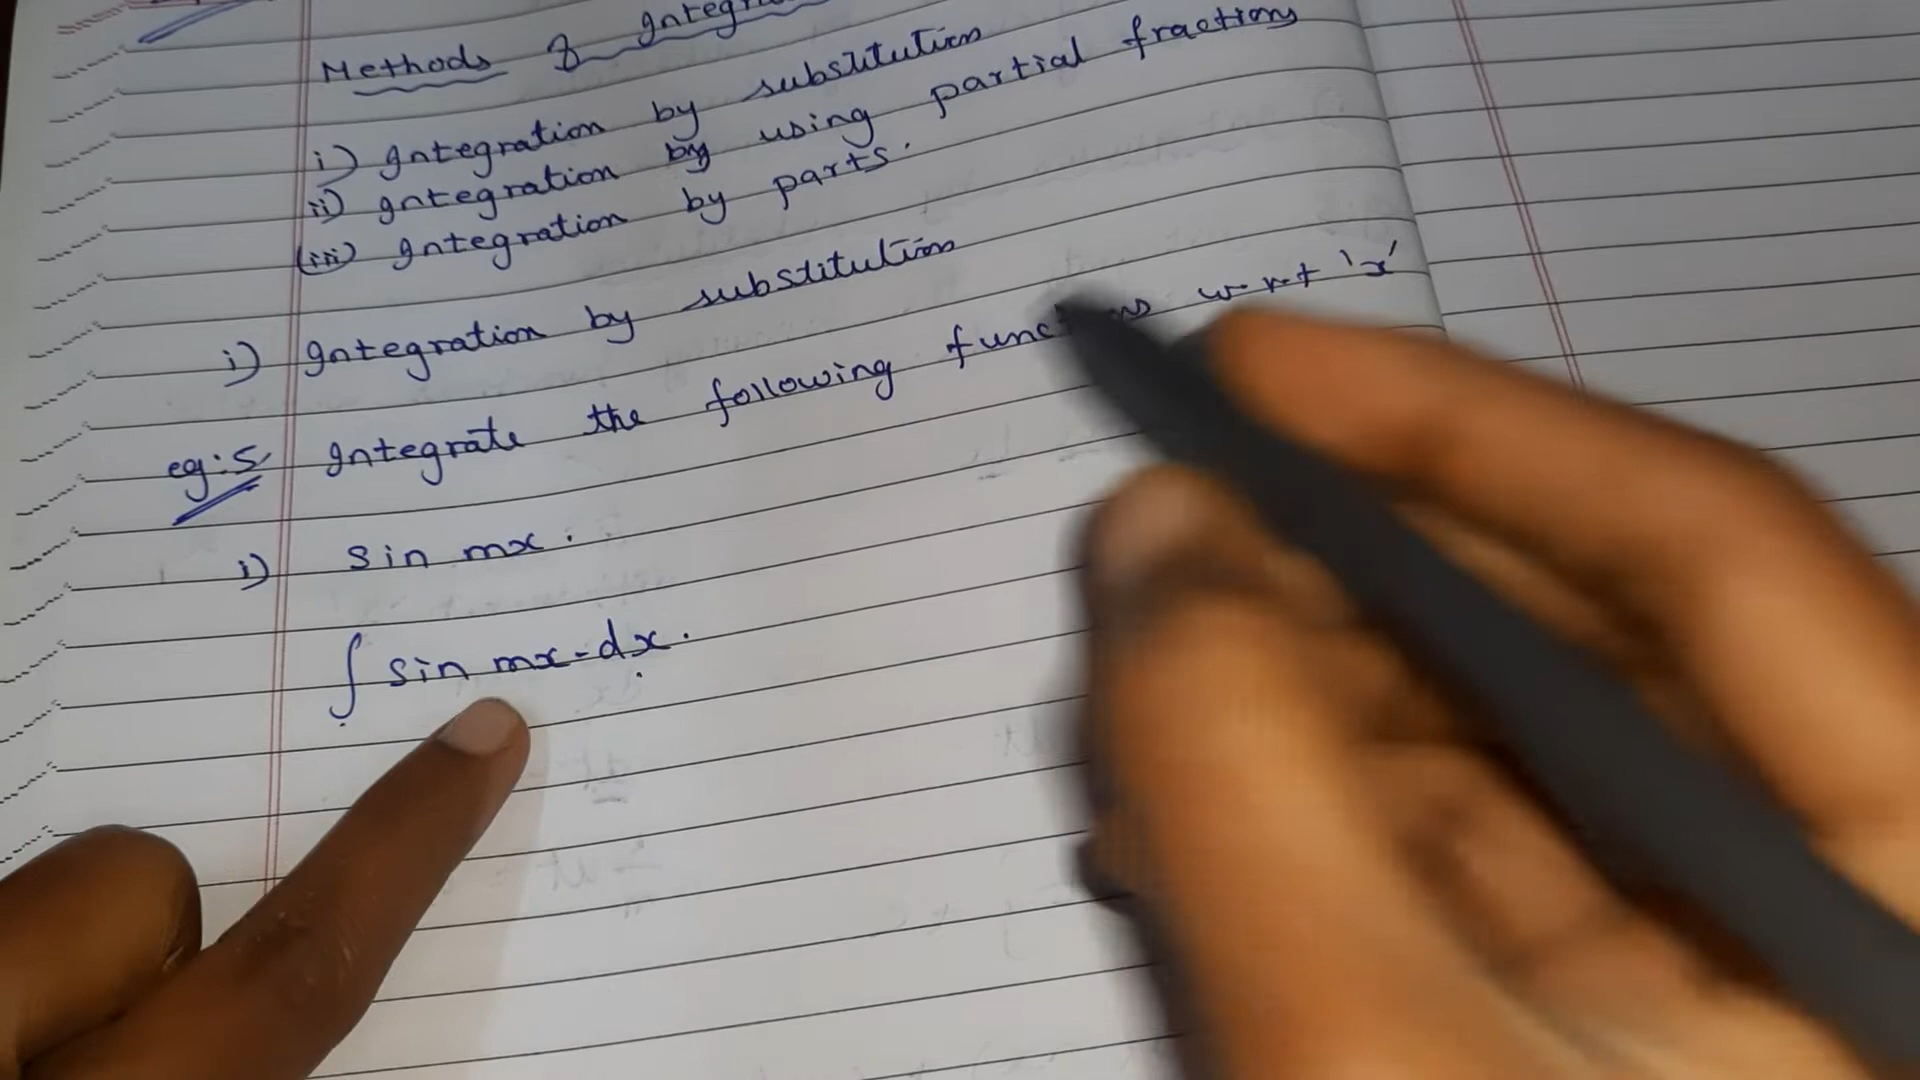 Methods of
i) Integration by substitution
ii) Integration by using partial fractions
(iii) Integration by parts.
i) Integration by substitution
eg:5 Integrate the following functions w.r.t 'x'
i) sin mx.
∫ sin mx-dx.